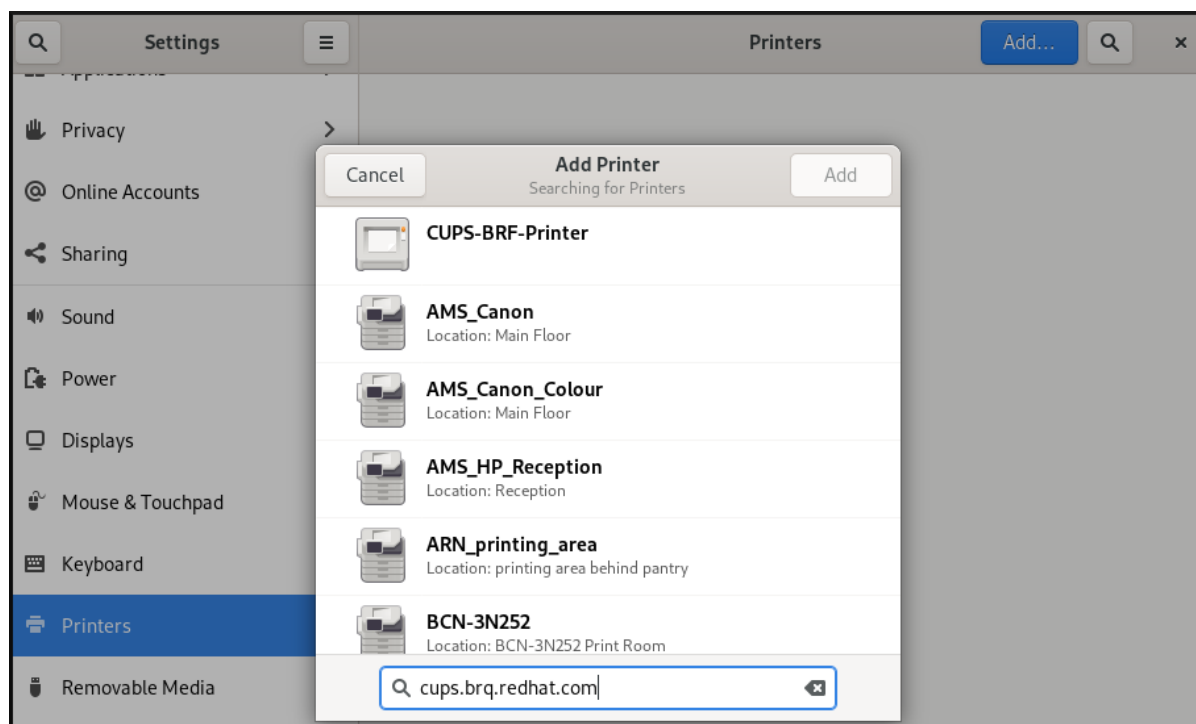 Settings
Printers
Add...
Applications
Privacy
Online Accounts
Sharing
Sound
Power
Displays
Mouse & Touchpad
Keyboard
Printers
Removable Media
Cancel
Add Printer
Searching for Printers
Add
CUPS-BRF-Printer
AMS_Canon
Location: Main Floor
AMS_Canon_Colour
Location: Main Floor
AMS_HP_Reception
Location: Reception
ARN_printing_area
Location: printing area behind pantry
BCN-3N252
Location: BCN-3N252 Print Room
cups.brq.redhat.com